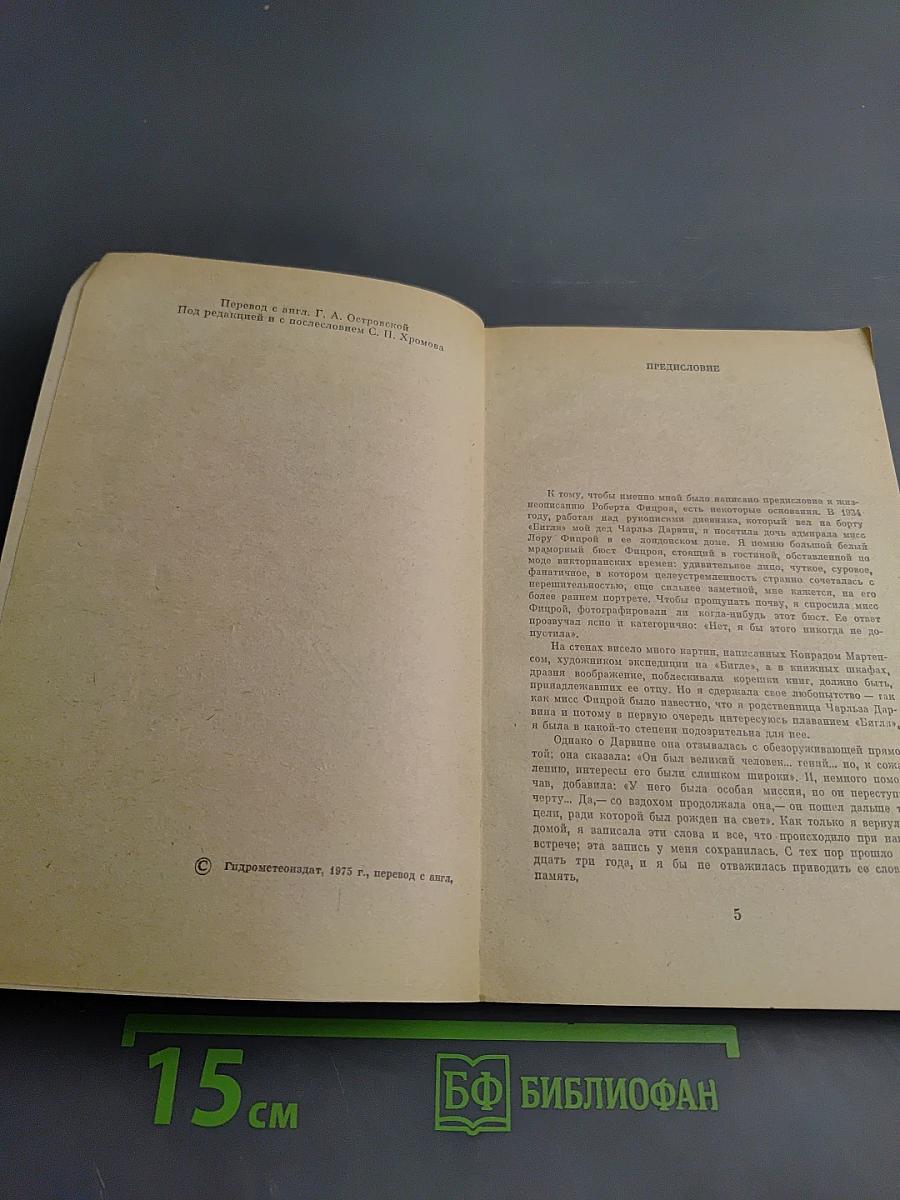 Перевод с англ. Г. А. Островской
Под редакцией и с послесловием С. П. Хромова
© Гидрометеоиздат, 1975 г., перевод с англ.
ПРЕДИСЛОВИЕ
К тому, чтобы именно мной было написано предисловие к жиз-
неописанию Роберта Фицроя, есть некоторые основания. В 1934
году, работая над рукописями дневника, который вел на борту
«Бигля» мой дед Чарльз Дарвин, я посетила дочь адмирала мисс
Лору Фицрой в ее лондонском доме. Я помню большой белый
мраморный бюст Фицроя, стоящий в гостиной, обставленной по
моде викторианских времен: удивительное лицо, чуткое, суровое,
фанатичное, в котором целеустремленность странно сочеталась с
нерешительностью, еще сильнее заметной, мне кажется, на его
более раннем портрете. Чтобы прощупать почву, я спросила мисс
Фицрой, фотографировали ли когда-нибудь этот бюст. Ее ответ
прозвучал ясно и категорично: «Нет, я бы этого никогда не до-
пустила».
На стенах висело много картин, написанных Конрадом Мартен-
сом, художником экспедиции на «Бигле», а в книжных шкафах,
дразня воображение, поблескивали корешки книг, должно быть,
принадлежавших ее отцу. Но я сдержала свое любопытство — так
как мисс Фицрой было известно, что я родственница Чарльза Дар-
вина и потому в первую очередь интересуюсь плаванием «Бигля»,
я была в какой-то степени подозрительна для нее.
Однако о Дарвине она отзывалась с обезоруживающей прямо
той; она сказала: «Он был великий человек... гений... но, к сожа
лению, интересы его были слишком широки». И, немного помо
чав, добавила: «У него была особая миссия, но он переступи
черту... Да,— со вздохом продолжала она,— он пошел дальше т
цели, ради которой был рожден на свет». Как только я вернул
домой, я записала эти слова и все, что происходило при на
встрече; эта запись у меня сохранилась. С тех пор прошло
дцать три года, и я бы не отважилась приводить ее слов
память,
5
15 см
БФ БИБЛИОФАН